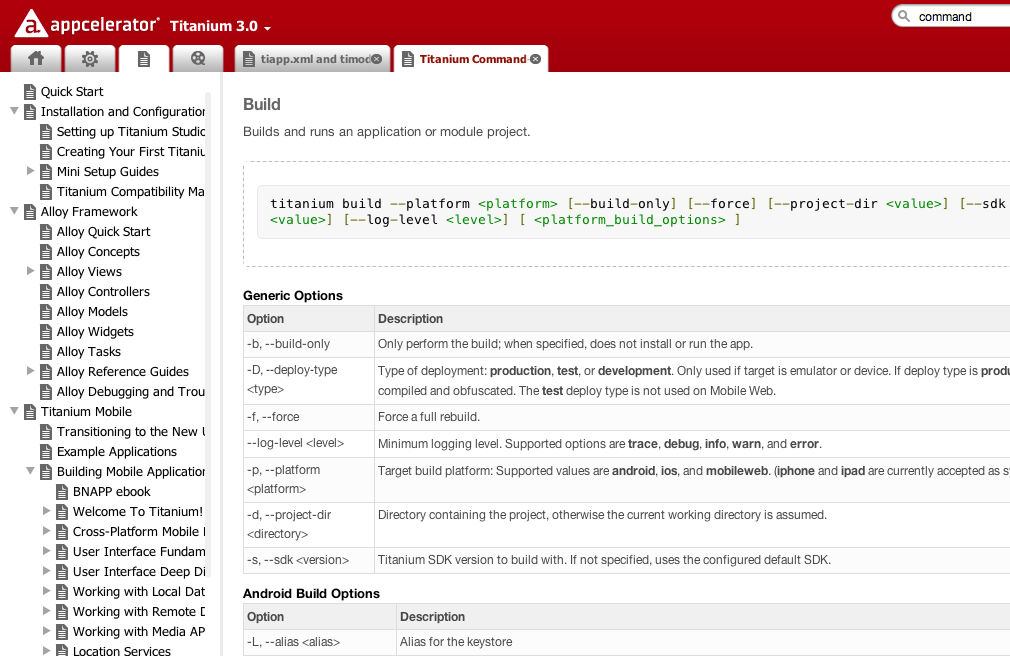 appcelerator Titanium 3.0
command
tiapp.xml and timod
Titanium Command
Quick Start
Installation and Configuration
Setting up Titanium Studio
Creating Your First Titaniu
Mini Setup Guides
Titanium Compatibility Ma
Alloy Framework
Alloy Quick Start
Alloy Concepts
Alloy Views
Alloy Controllers
Alloy Models
Alloy Widgets
Alloy Tasks
Alloy Reference Guides
Alloy Debugging and Trou
Titanium Mobile
Transitioning to the New U
Example Applications
Building Mobile Application
BNAPP ebook
Welcome To Titanium!
Cross-Platform Mobile
User Interface Fundam
User Interface Deep Di
Working with Local Dat
Working with Remote D
Working with Media AP
Location Services
Build
Builds and runs an application or module project.
titanium build --platform <platform> [--build-only] [--force] [--project-dir <value>] [--sdk
<value>] [--log-level <level>] [ <platform_build_options> ]
Generic Options
Option Description
-b, --build-only Only perform the build; when specified, does not install or run the app.
-D, --deploy-type Type of deployment: production, test, or development. Only used if target is emulator or device. If deploy type is produ
<type> compiled and obfuscated. The test deploy type is not used on Mobile Web.
-f, --force Force a full rebuild.
--log-level <level> Minimum logging level. Supported options are trace, debug, info, warn, and error.
-p, --platform Target build platform: Supported values are android, ios, and mobileweb. (iphone and ipad are currently accepted as sy
<platform>
-d, --project-dir Directory containing the project, otherwise the current working directory is assumed.
<directory>
-s, --sdk <version> Titanium SDK version to build with. If not specified, uses the configured default SDK.
Android Build Options
Option Description
-L, --alias <alias> Alias for the keystore